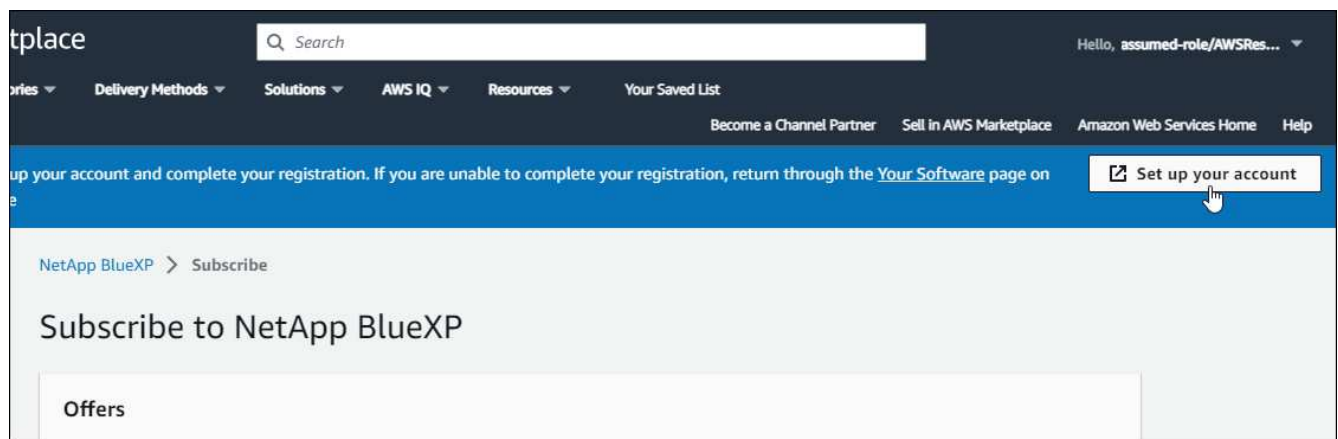 tplace
Search
Hello, assumed-role/AWSRes...
ories Delivery Methods Solutions AWS IQ Resources Your Saved List
Become a Channel Partner Sell in AWS Marketplace Amazon Web Services Home Help
up your account and complete your registration. If you are unable to complete your registration, return through the Your Software page on
e
Set up your account
NetApp BlueXP > Subscribe
Subscribe to NetApp BlueXP
Offers